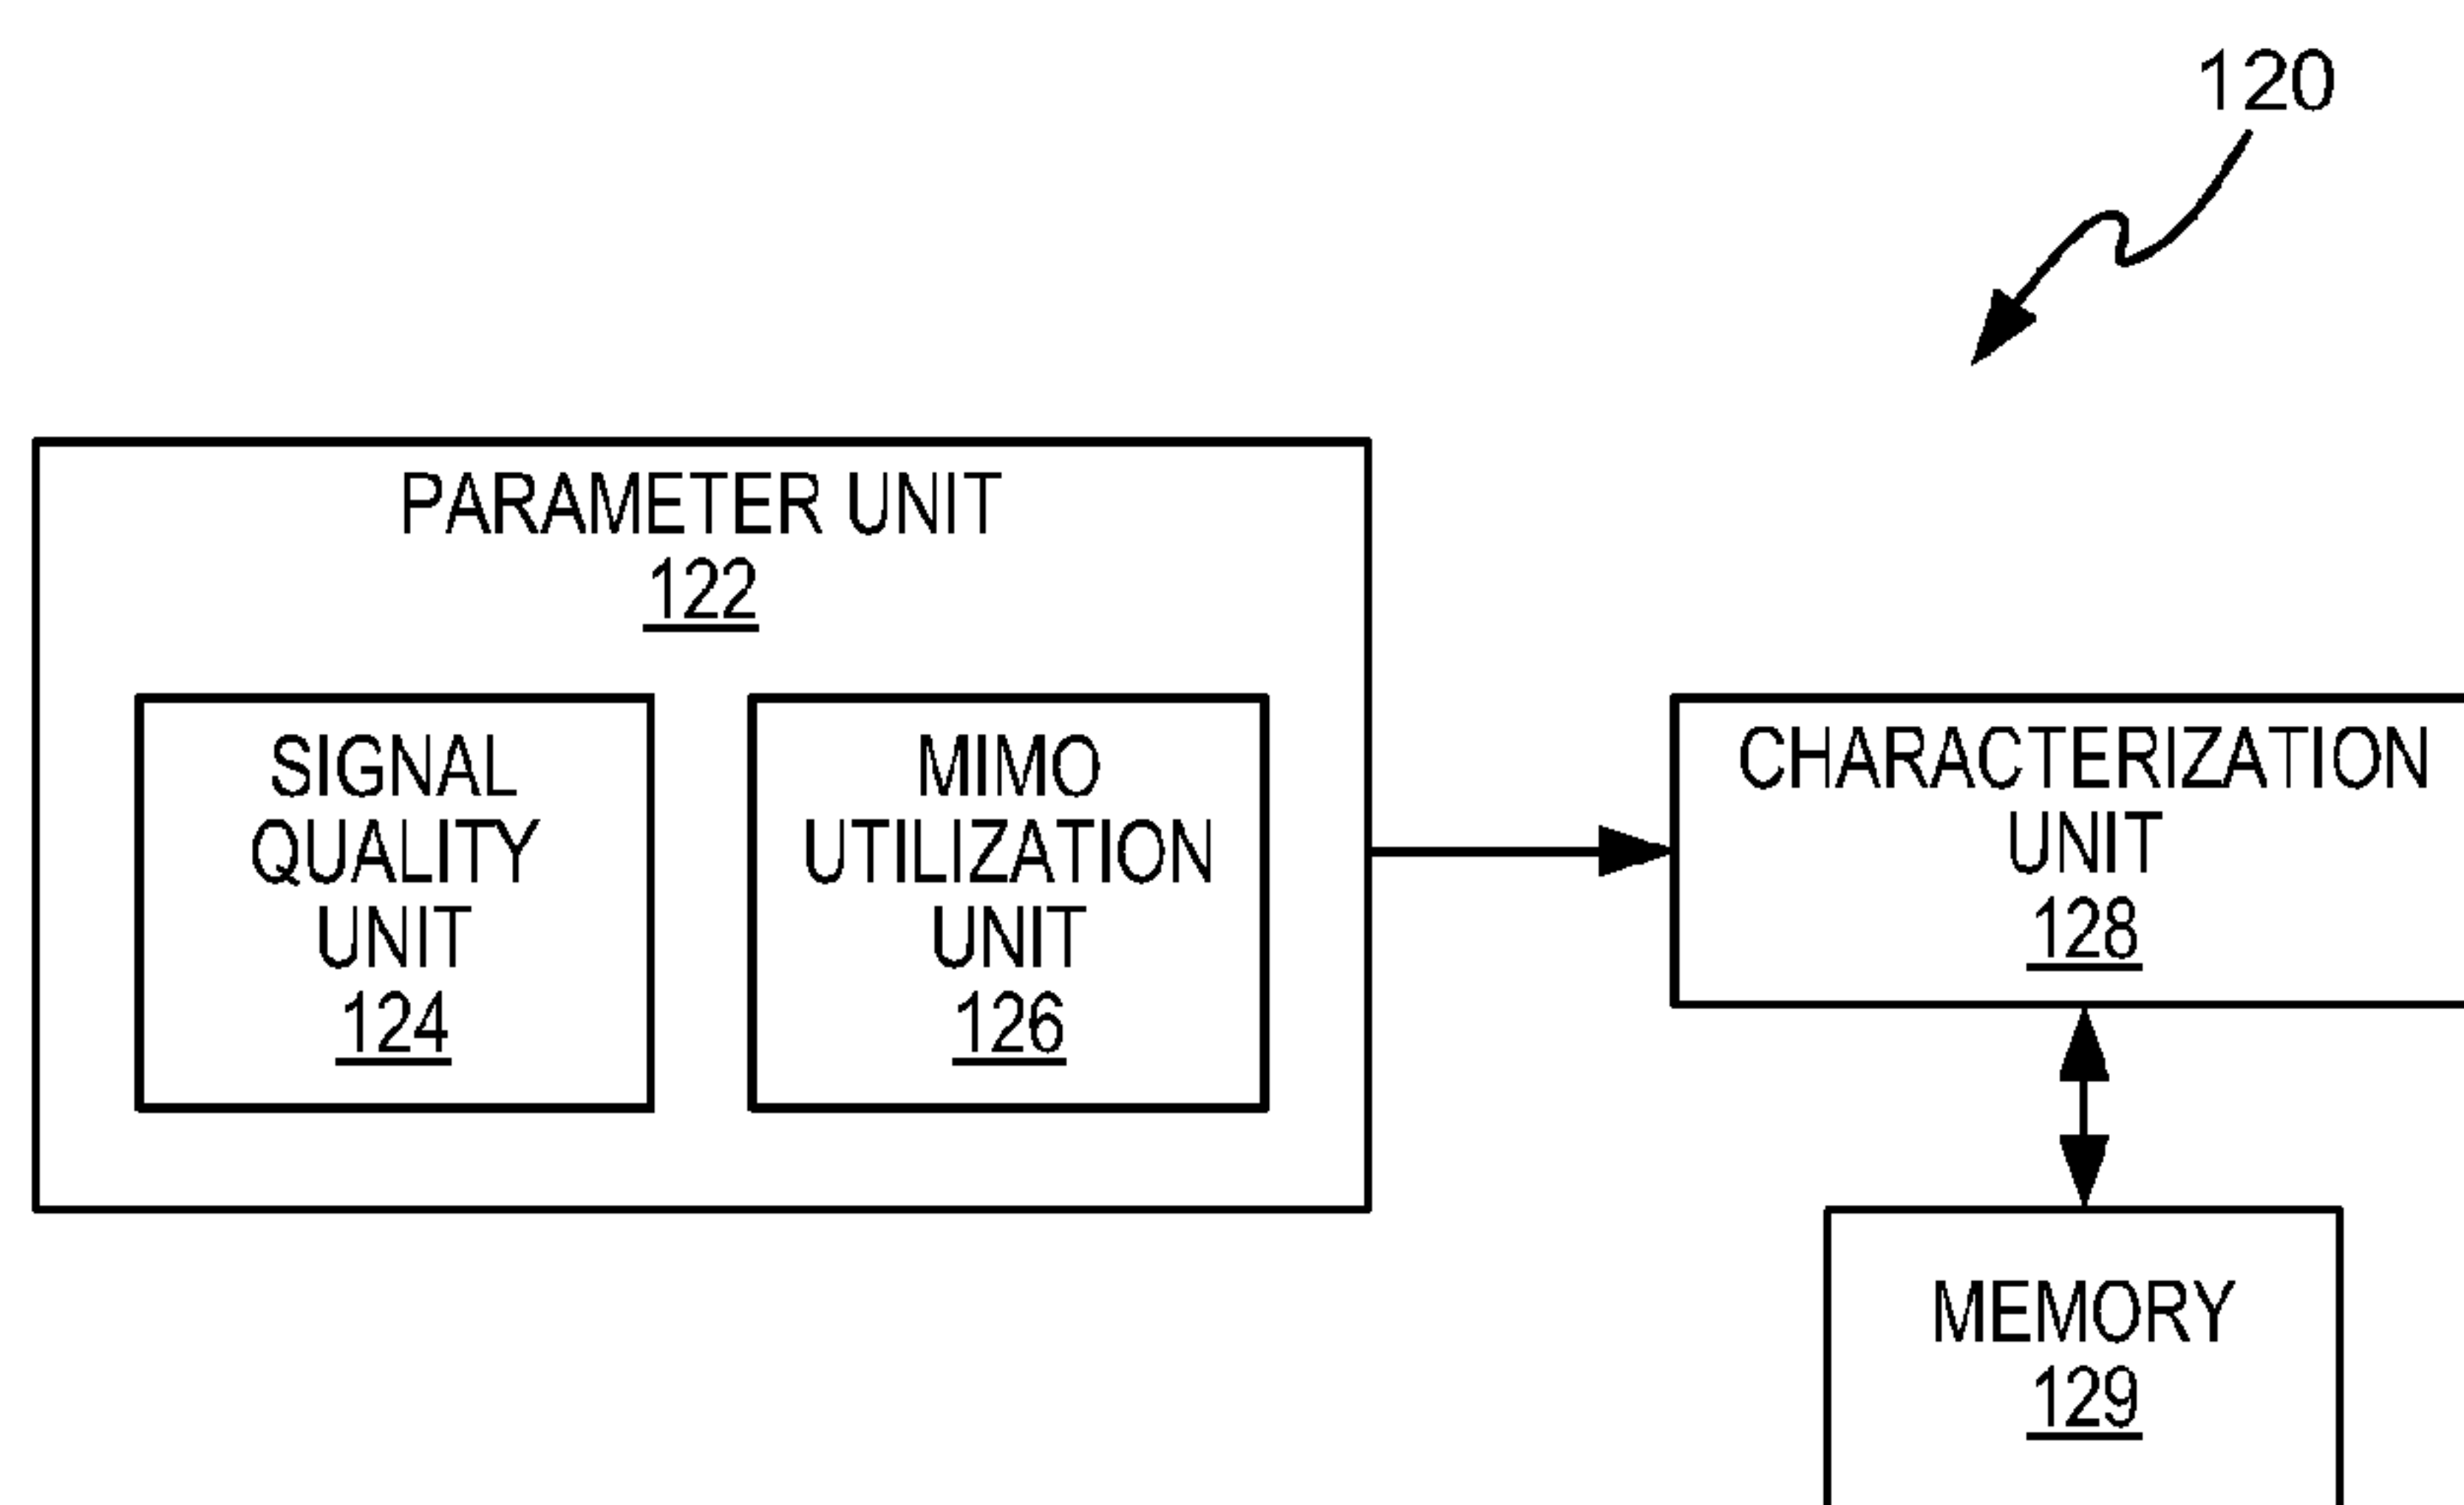 120
PARAMETER UNIT
122
SIGNAL
QUALITY
UNIT
124
MIMO
UTILIZATION
UNIT
126
CHARACTERIZATION
UNIT
128
MEMORY
129